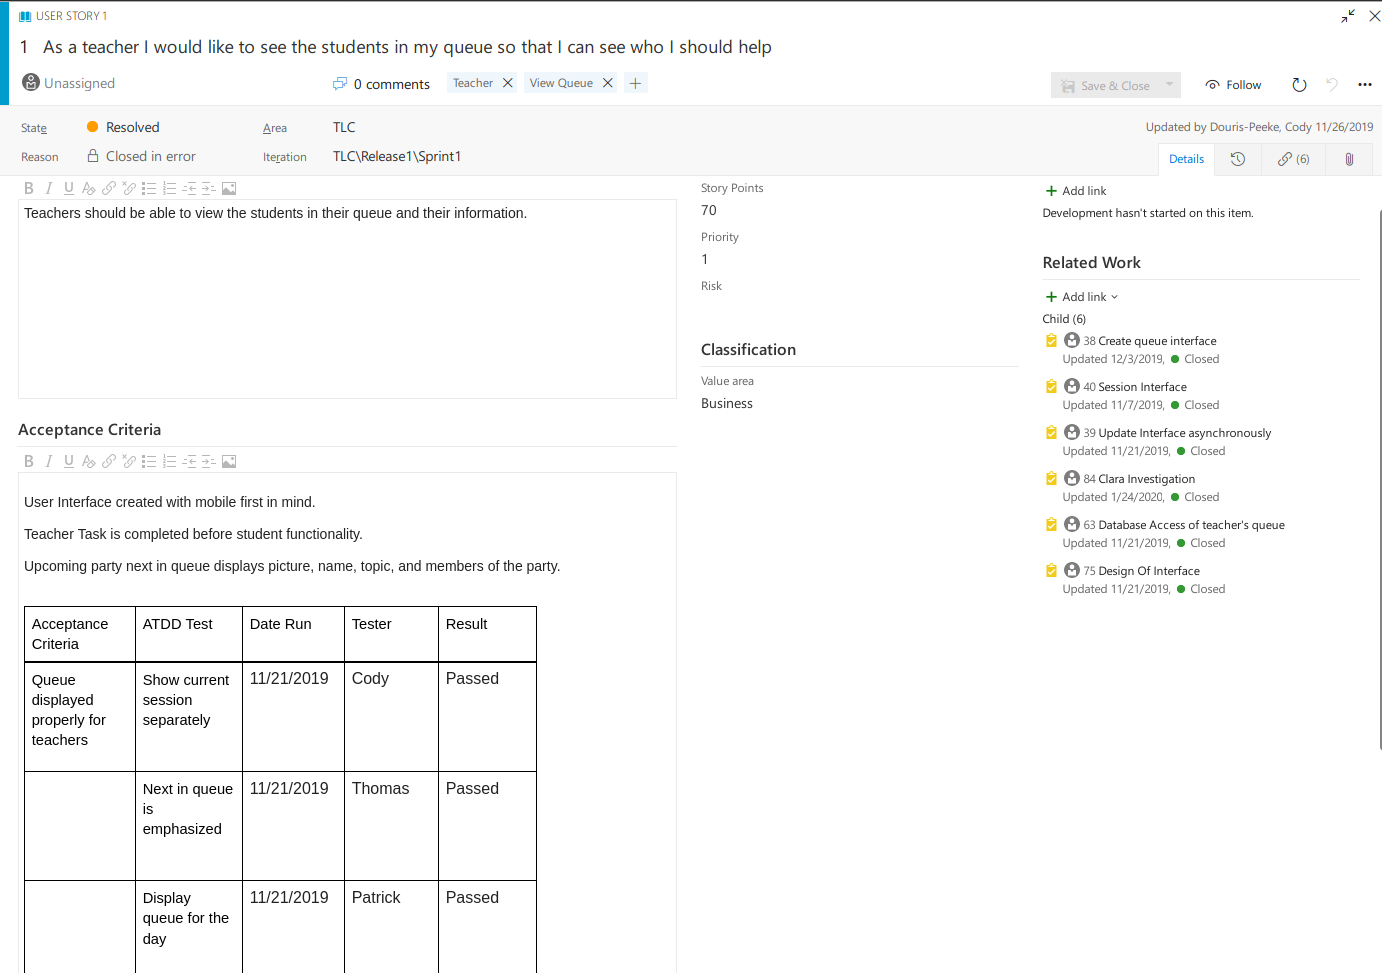 USER STORY 1
1 As a teacher I would like to see the students in my queue so that I can see who I should help
Unassigned
0 comments
Teacher
View Queue
Save & Close
Follow
State
Resolved
Area
TLC
Updated by Douris-Peeke, Cody 11/26/2019
Reason
Closed in error
Iteration
TLC\Release1\Sprint1
Details
(6)
B I U
Teachers should be able to view the students in their queue and their information.
Acceptance Criteria
B I U
User Interface created with mobile first in mind.
Teacher Task is completed before student functionality.
Upcoming party next in queue displays picture, name, topic, and members of the party.
Acceptance
Criteria
ATDD Test
Date Run
Tester
Result
Queue
displayed
properly for
teachers
Show current
session
separately
11/21/2019
Cody
Passed
Next in queue
is
emphasized
11/21/2019
Thomas
Passed
Display
queue for the
day
11/21/2019
Patrick
Passed
Story Points
70
Priority
1
Risk
Classification
Value area
Business
Add link
Development hasn't started on this item.
Related Work
Add link
Child (6)
38 Create queue interface
Updated 12/3/2019, Closed
40 Session Interface
Updated 11/7/2019, Closed
39 Update Interface asynchronously
Updated 11/21/2019, Closed
84 Clara Investigation
Updated 1/24/2020, Closed
63 Database Access of teacher's queue
Updated 11/21/2019, Closed
75 Design Of Interface
Updated 11/21/2019, Closed